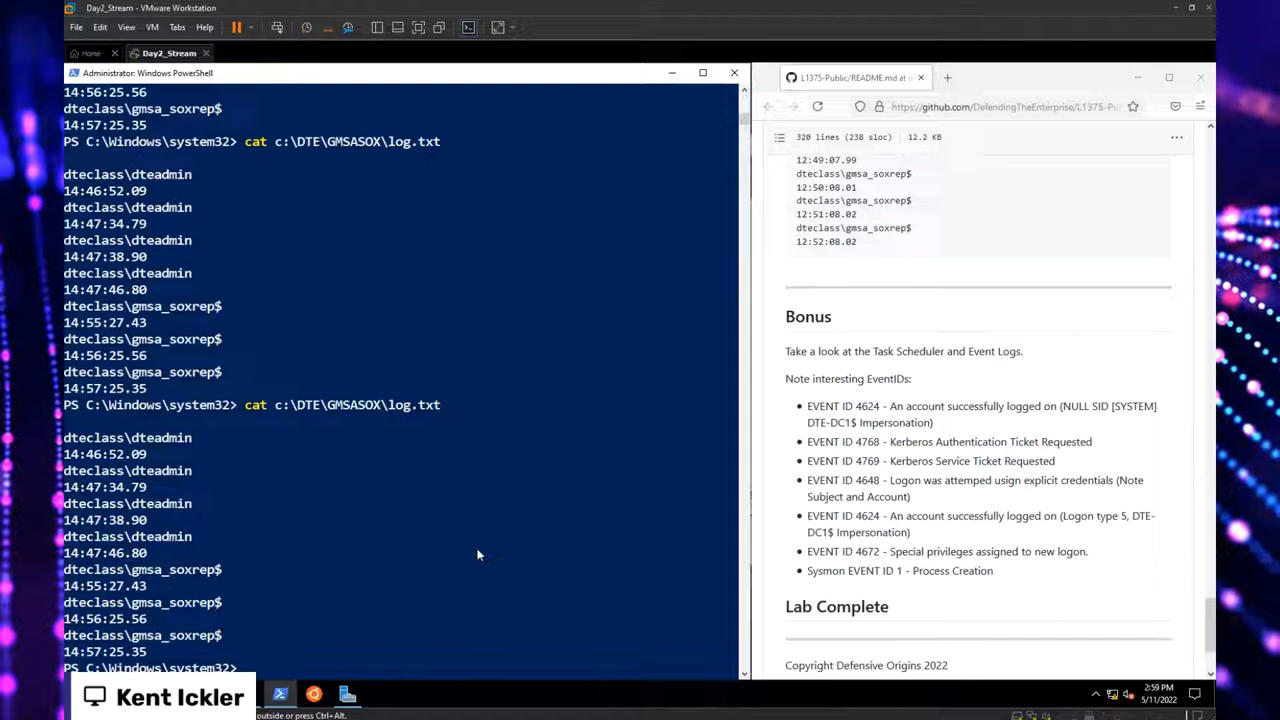 Day2_Stream - VMware Workstation
File Edit View VM Tabs Help
Home Day2_Stream
Administrator: Windows PowerShell
14:56:25.56
dteclass\gmsa_soxrep$
14:57:25.35
PS C:\Windows\system32> cat c:\DTE\GMSASOX\log.txt
dteclass\dteadmin
14:46:52.09
dteclass\dteadmin
14:47:34.79
dteclass\dteadmin
14:47:38.90
dteclass\dteadmin
14:47:46.80
dteclass\gmsa_soxrep$
14:55:27.43
dteclass\gmsa_soxrep$
14:56:25.56
dteclass\gmsa_soxrep$
14:57:25.35
PS C:\Windows\system32> cat c:\DTE\GMSASOX\log.txt
dteclass\dteadmin
14:46:52.09
dteclass\dteadmin
14:47:34.79
dteclass\dteadmin
14:47:38.90
dteclass\dteadmin
14:47:46.80
dteclass\gmsa_soxrep$
14:55:27.43
dteclass\gmsa_soxrep$
14:56:25.56
dteclass\gmsa_soxrep$
14:57:25.35
PS C:\Windows\system32>
L1375-Public/README.md at
https://github.com/DefendingTheEnterprise/L1375-Pu
320 lines (238 sloc) 12.2 KB
12:49:07.99
dteclass\gmsa_soxrep$
12:50:08.01
dteclass\gmsa_soxrep$
12:51:08.02
dteclass\gmsa_soxrep$
12:52:08.02
Bonus
Take a look at the Task Scheduler and Event Logs.
Note interesting EventIDs:
EVENT ID 4624 - An account successfully logged on (NULL SID [SYSTEM]
DTE-DC1$ Impersonation)
EVENT ID 4768 - Kerberos Authentication Ticket Requested
EVENT ID 4769 - Kerberos Service Ticket Requested
EVENT ID 4648 - Logon was attemped usign explicit credentials (Note
Subject and Account)
EVENT ID 4624 - An account successfully logged on (Logon type 5, DTE-
DC1$ Impersonation)
EVENT ID 4672 - Special privileges assigned to new logon.
Sysmon EVENT ID 1 - Process Creation
Lab Complete
Copyright Defensive Origins 2022
2:59 PM
5/11/2022
Kent Ickler
outside or press Ctrl+Alt.